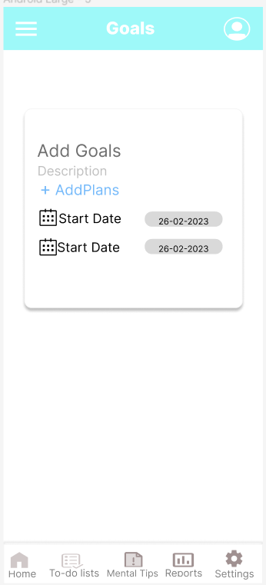 Android Large - 3
Goals
Add Goals
Description
+ AddPlans
Start Date 26-02-2023
Start Date 26-02-2023
Home To-do lists Mental Tips Reports Settings